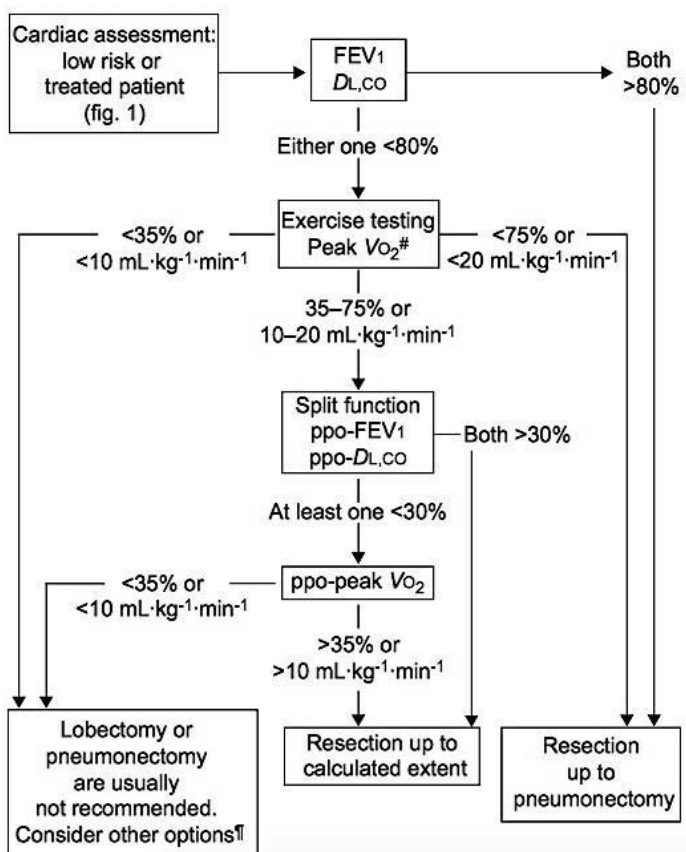 Cardiac assessment:
low risk or
treated patient
(fig. 1)
FEV1
DL,CO
Both
>80%
Either one <80%
Exercise testing
Peak VO2#
<35% or
<10 mL·kg-1·min-1
<75% or
<20 mL·kg-1·min-1
35–75% or
10–20 mL·kg-1·min-1
Split function
ppo-FEV1
ppo-DL,CO
Both >30%
At least one <30%
ppo-peak VO2
<35% or
<10 mL·kg-1·min-1
>35% or
>10 mL·kg-1·min-1
Lobectomy or
pneumonectomy
are usually
not recommended.
Consider other options¶
Resection up to
calculated extent
Resection
up to
pneumonectomy